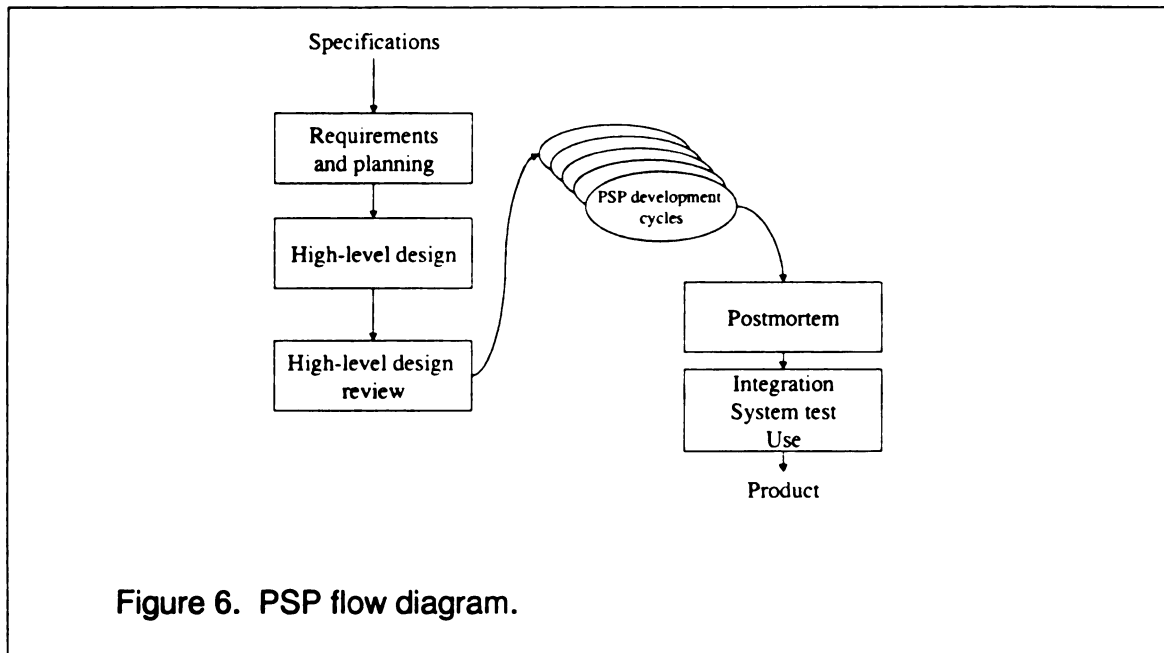 Specifications
Requirements
and planning
High-level design
High-level design
review
PSP development
cycles
Postmortem
Integration
System test
Use
Product
Figure 6. PSP flow diagram.